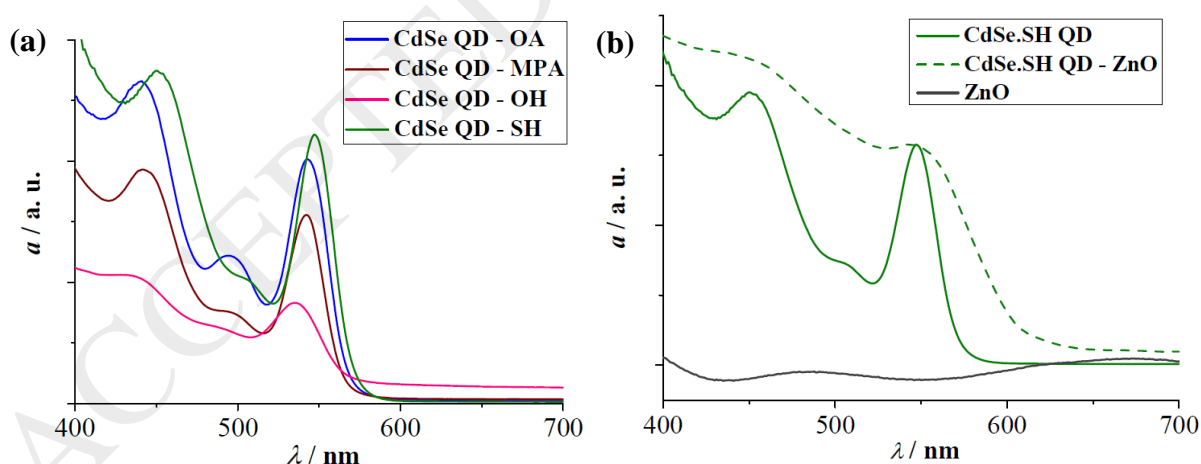 (a)
CdSe QD - OA
CdSe QD - MPA
CdSe QD - OH
CdSe QD - SH
a / a. u.
400 500 600 700
λ / nm
(b)
CdSe.SH QD
CdSe.SH QD - ZnO
ZnO
a / a. u.
400 500 600 700
λ / nm
ACCEPTED